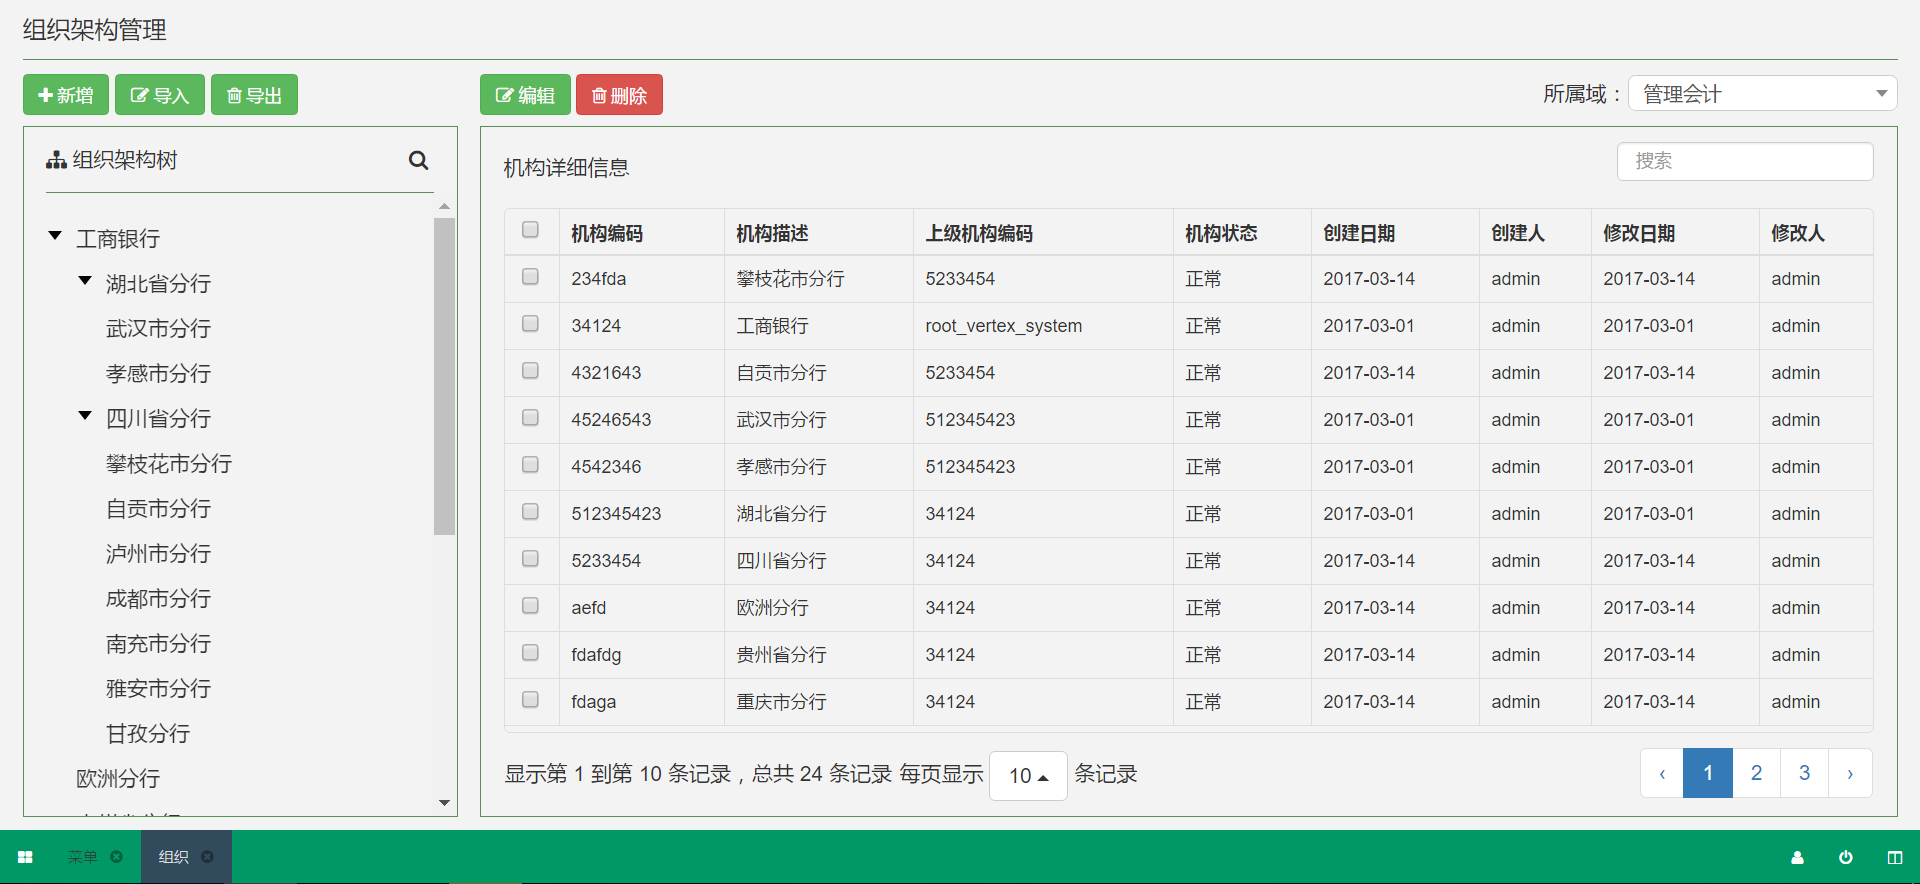 组织架构管理
新增 导入 导出 编辑 删除 所属域： 管理会计
组织架构树
工商银行
湖北省分行
武汉市分行
孝感市分行
四川省分行
攀枝花市分行
自贡市分行
泸州市分行
成都市分行
南充市分行
雅安市分行
甘孜分行
欧洲分行
机构详细信息 搜索
机构编码 机构描述 上级机构编码 机构状态 创建日期 创建人 修改日期 修改人
234fda 攀枝花市分行 5233454 正常 2017-03-14 admin 2017-03-14 admin
34124 工商银行 root_vertex_system 正常 2017-03-01 admin 2017-03-01 admin
4321643 自贡市分行 5233454 正常 2017-03-14 admin 2017-03-14 admin
45246543 武汉市分行 512345423 正常 2017-03-01 admin 2017-03-01 admin
4542346 孝感市分行 512345423 正常 2017-03-01 admin 2017-03-01 admin
512345423 湖北省分行 34124 正常 2017-03-01 admin 2017-03-01 admin
5233454 四川省分行 34124 正常 2017-03-14 admin 2017-03-14 admin
aefd 欧洲分行 34124 正常 2017-03-14 admin 2017-03-14 admin
fdafdg 贵州省分行 34124 正常 2017-03-14 admin 2017-03-14 admin
fdaga 重庆市分行 34124 正常 2017-03-14 admin 2017-03-14 admin
显示第 1 到第 10 条记录，总共 24 条记录 每页显示 10 条记录 ‹ 1 2 3 ›
菜单 组织